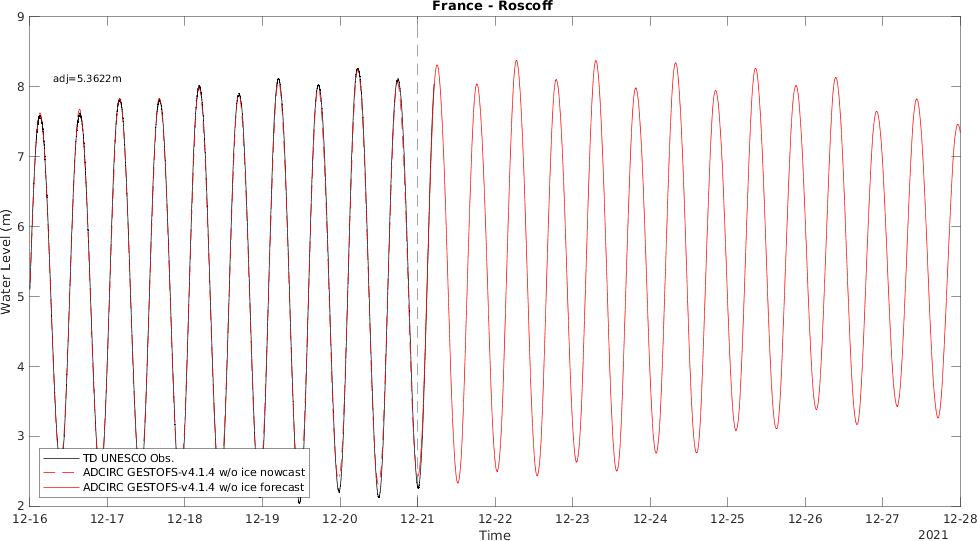 France - Roscoff
adj=5.3622m
Water Level (m)
9
8
7
6
5
4
3
2
TD UNESCO Obs.
ADCIRC GESTOFS-v4.1.4 w/o ice nowcast
ADCIRC GESTOFS-v4.1.4 w/o ice forecast
12-16 12-17 12-18 12-19 12-20 12-21 12-22 12-23 12-24 12-25 12-26 12-27 12-28
Time
2021